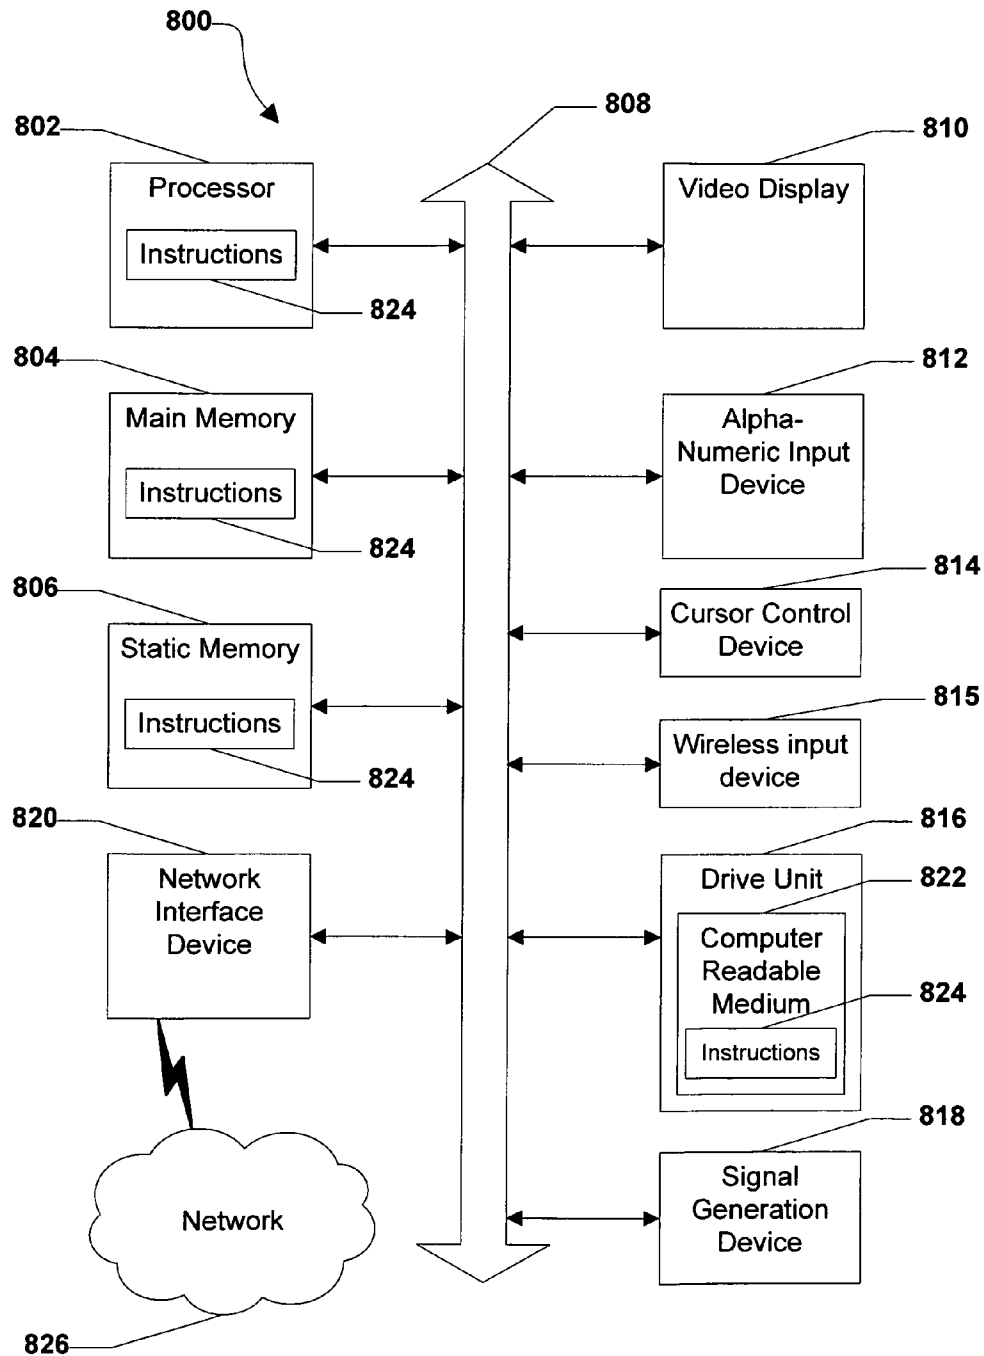 800
808
802
810
Processor
Video Display
Instructions
824
804
812
Main Memory
Alpha-
Numeric Input
Device
Instructions
824
806
814
Static Memory
Cursor Control
Device
Instructions
824
815
Wireless input
device
820
816
Network
Interface
Device
Drive Unit
822
Computer
Readable
Medium
824
Instructions
818
Signal
Generation
Device
Network
826